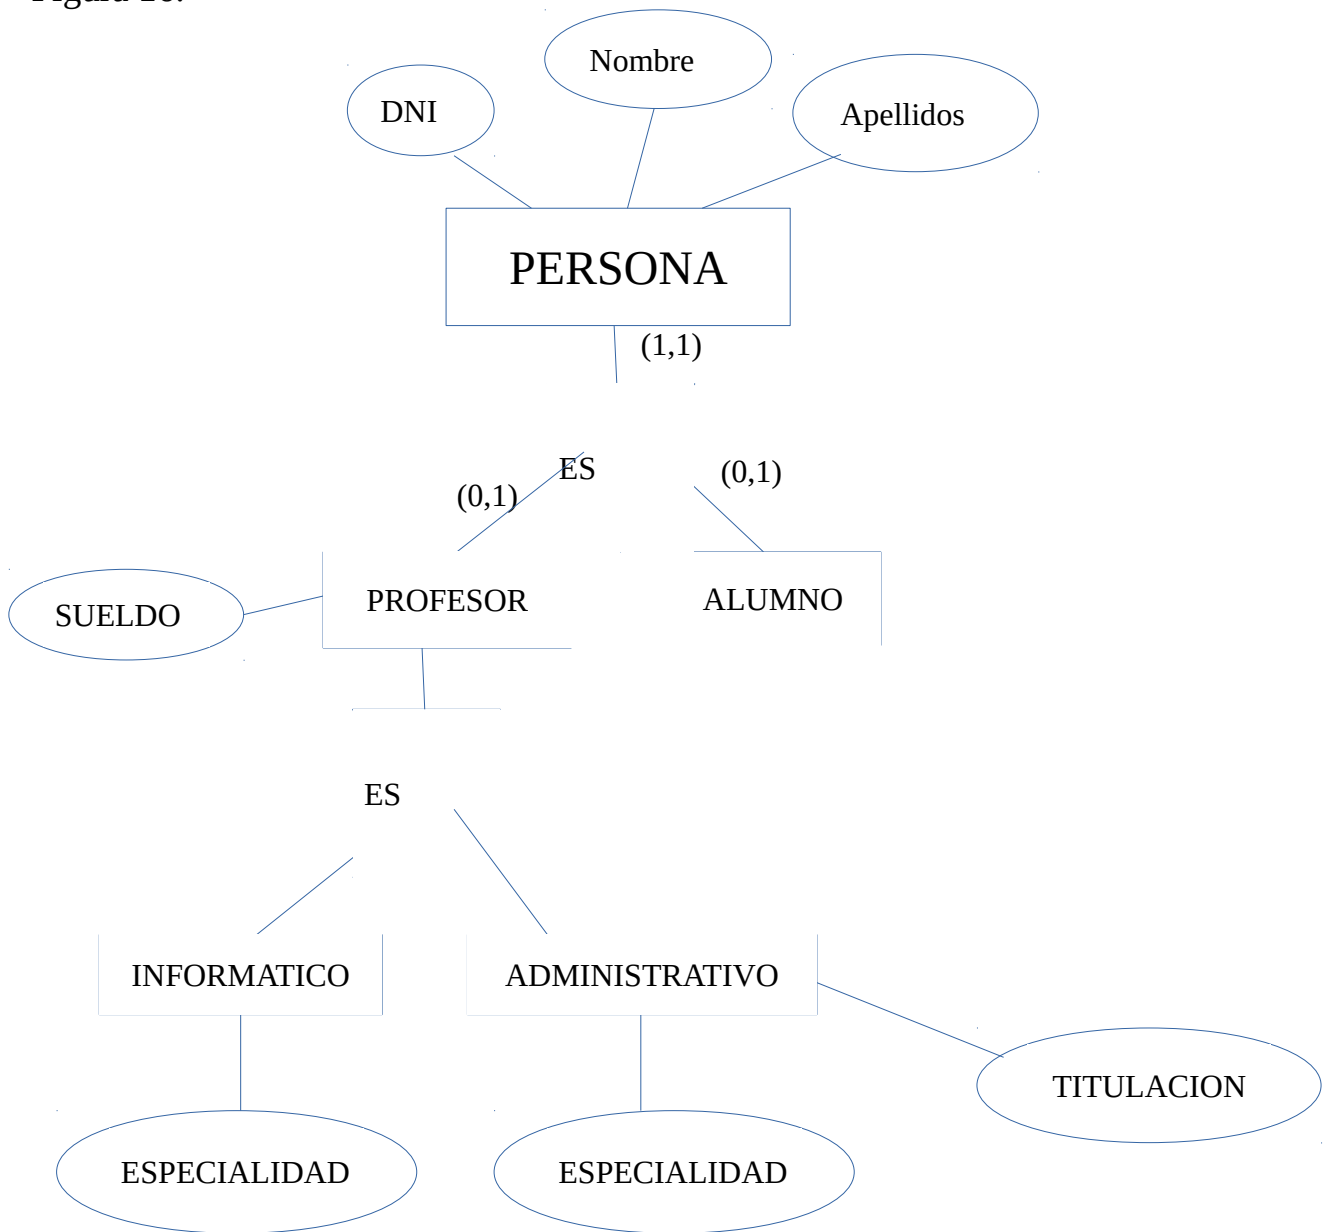 Nombre
DNI
Apellidos
PERSONA
(1,1)
ES
(0,1)
(0,1)
PROFESOR
ALUMNO
SUELDO
ES
INFORMATICO
ADMINISTRATIVO
TITULACION
ESPECIALIDAD
ESPECIALIDAD